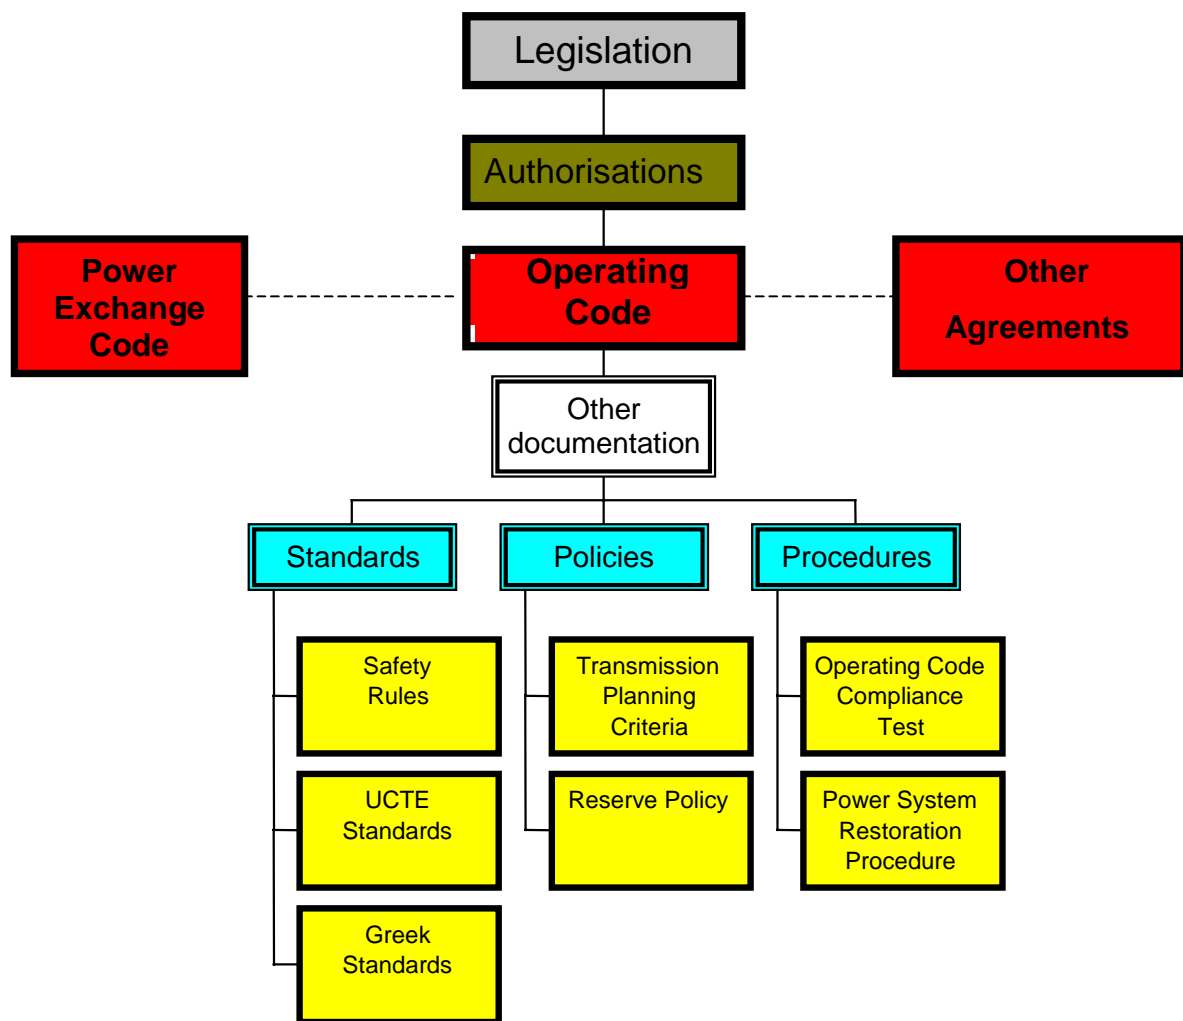 Legislation
Authorisations
Power
Exchange
Code
Operating
Code
Other
Agreements
Other
documentation
Standards
Policies
Procedures
Safety
Rules
Transmission
Planning
Criteria
Operating Code
Compliance
Test
UCTE
Standards
Reserve Policy
Power System
Restoration
Procedure
Greek
Standards